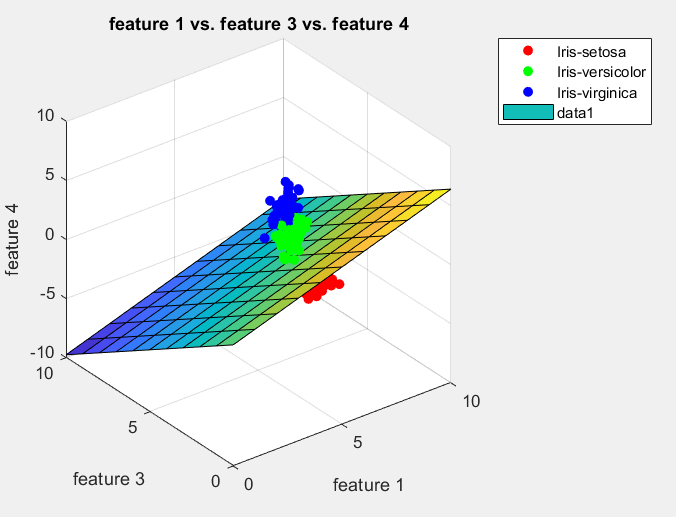 feature 1 vs. feature 3 vs. feature 4
Iris-setosa
Iris-versicolor
Iris-virginica
data1
10
5
0
-5
-10
feature 4
10
5
0
feature 3
0
5
10
feature 1